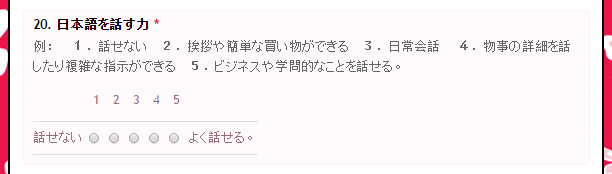 20. 日本語を話す力 *
例：　１．話せない　２．挨拶や簡単な買い物ができる　３．日常会話　４．物事の詳細を話
したり複雑な指示ができる　５．ビジネスや学問的なことを話せる。
1 2 3 4 5
話せない よく話せる。